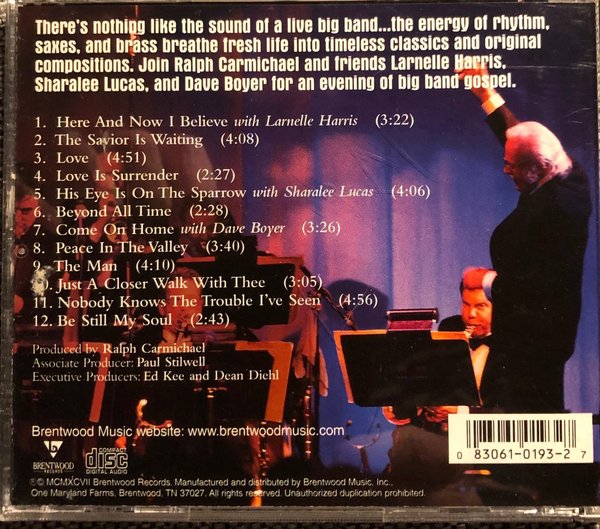 There's nothing like the sound of a live big band...the energy of rhythm,
saxes, and brass breathe fresh life into timeless classics and original
compositions. Join Ralph Carmichael and friends Larnelle Harris,
Sharalee Lucas, and Dave Boyer for an evening of big band gospel.
1. Here And Now I Believe with Larnelle Harris (3:22)
2. The Savior Is Waiting (4:08)
3. Love (4:51)
4. Love Is Surrender (2:27)
5. His Eye Is On The Sparrow with Sharalee Lucas (4:06)
6. Beyond All Time (2:28)
7. Come On Home with Dave Boyer (3:26)
8. Peace In The Valley (3:40)
9. The Man (4:10)
10. Just A Closer Walk With Thee (3:05)
11. Nobody Knows The Trouble I've Seen (4:56)
12. Be Still My Soul (2:43)
Produced by Ralph Carmichael
Associate Producer: Paul Stilwell
Executive Producers: Ed Kee and Dean Diehl
Brentwood Music website: www.brentwoodmusic.com
BRENTWOOD
RECORDS
COMPACT
disc
DIGITAL AUDIO
0 83061-0193-2 7
℗© MCMXCVII Brentwood Records. Manufactured and distributed by Brentwood Music. Inc.,
One Maryland Farms, Brentwood, TN 37027. All rights reserved. Unauthorized duplication prohibited.